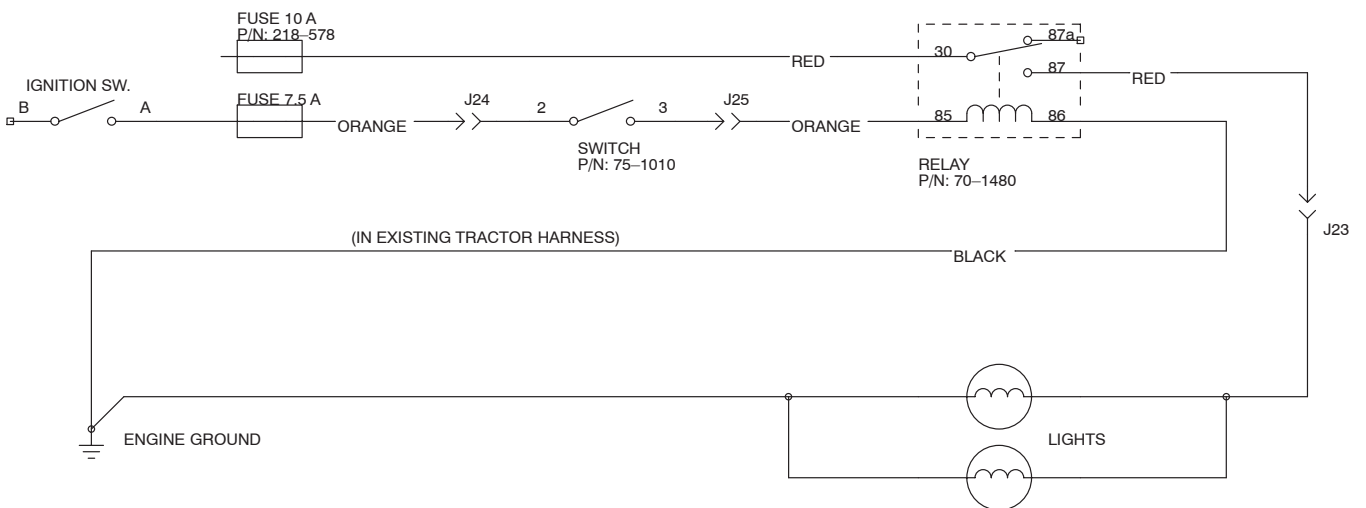 FUSE 10 A
P/N: 218–578
87a
30
RED
87
RED
IGNITION SW.
B
A
FUSE 7.5 A
ORANGE
J24
2
3
J25
ORANGE
85
86
SWITCH
P/N: 75–1010
RELAY
P/N: 70–1480
J23
(IN EXISTING TRACTOR HARNESS)
BLACK
ENGINE GROUND
LIGHTS